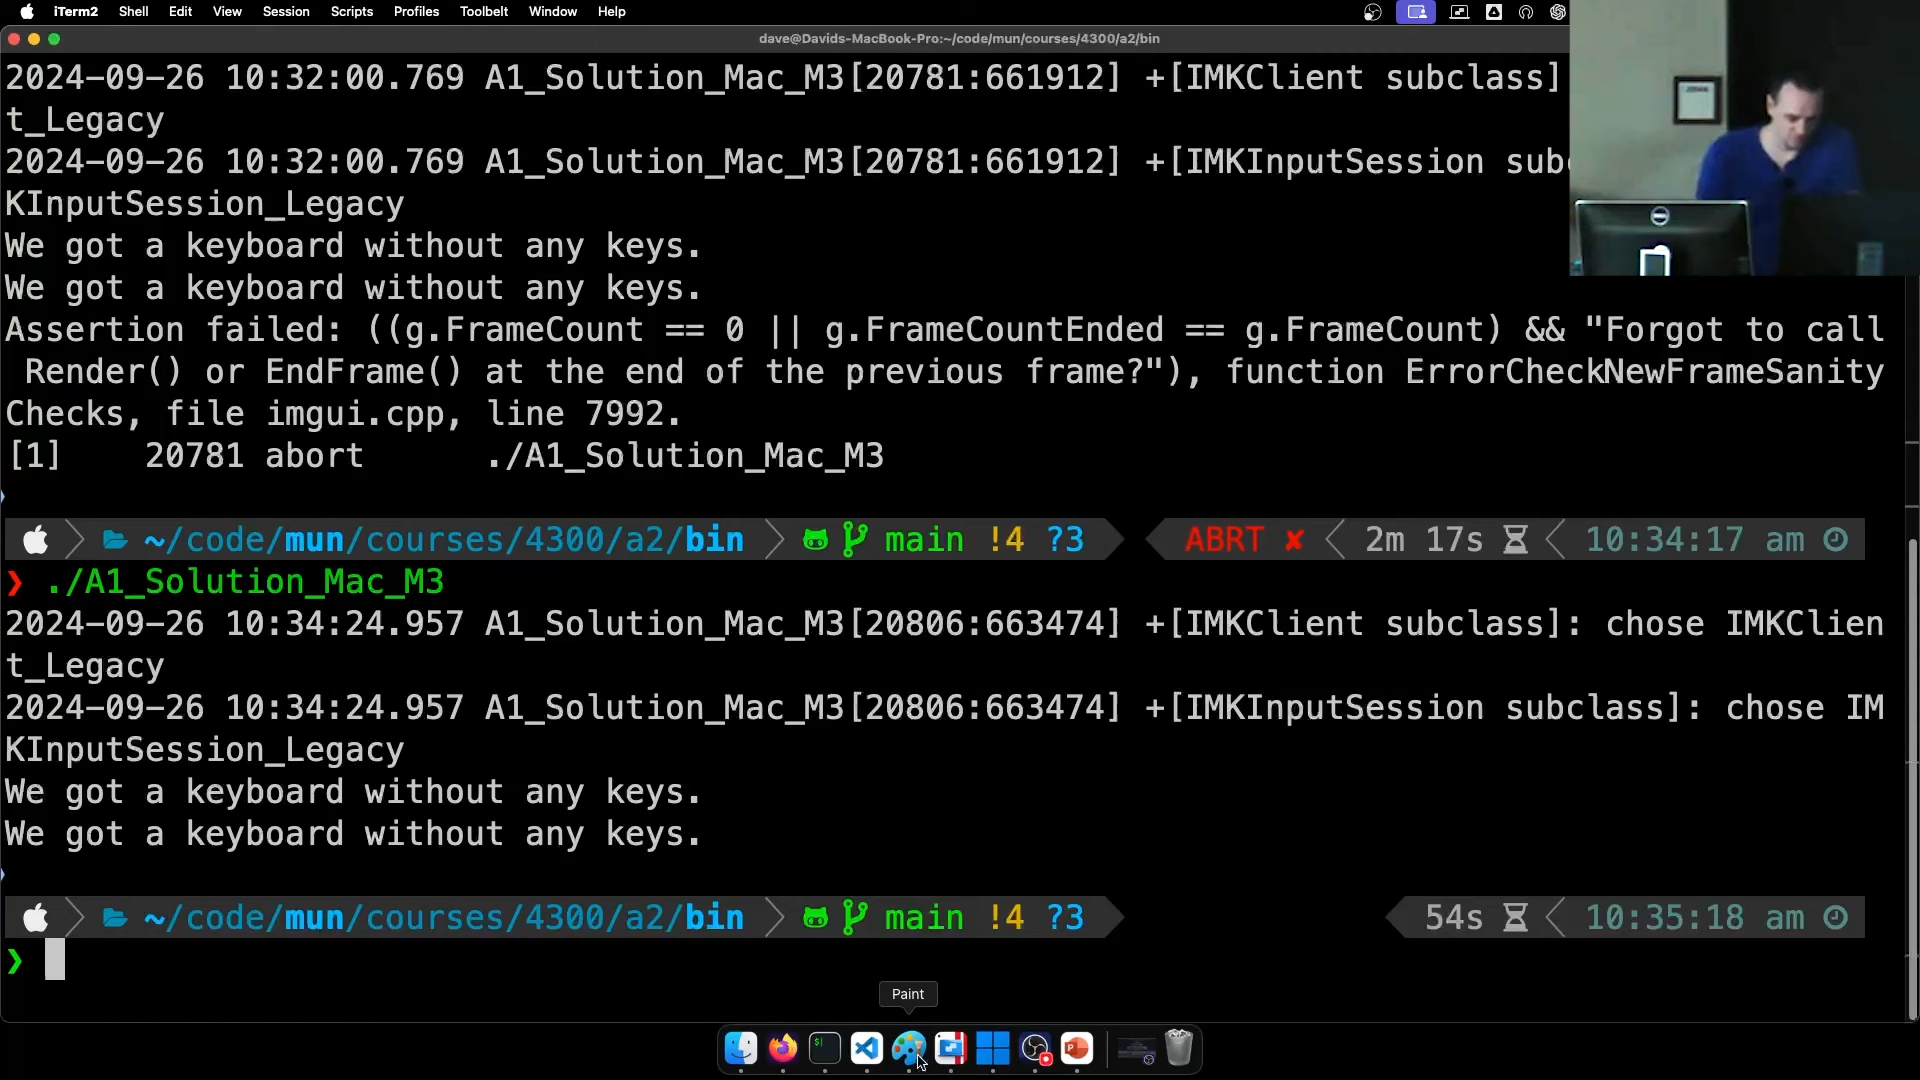 iTerm2 Shell Edit View Session Scripts Profiles Toolbelt Window Help
dave@Davids-MacBook-Pro:~/code/mun/courses/4300/a2/bin
2024-09-26 10:32:00.769 A1_Solution_Mac_M3[20781:661912] +[IMKClient subclass]
t_Legacy
2024-09-26 10:32:00.769 A1_Solution_Mac_M3[20781:661912] +[IMKInputSession sub
KInputSession_Legacy
We got a keyboard without any keys.
We got a keyboard without any keys.
Assertion failed: ((g.FrameCount == 0 || g.FrameCountEnded == g.FrameCount) && "Forgot to call
Render() or EndFrame() at the end of the previous frame?"), function ErrorCheckNewFrameSanity
Checks, file imgui.cpp, line 7992.
[1] 20781 abort ./A1_Solution_Mac_M3
~/code/mun/courses/4300/a2/bin main !4 ?3 ABRT ✘ 2m 17s 10:34:17 am
❯ ./A1_Solution_Mac_M3
2024-09-26 10:34:24.957 A1_Solution_Mac_M3[20806:663474] +[IMKClient subclass]: chose IMKClien
t_Legacy
2024-09-26 10:34:24.957 A1_Solution_Mac_M3[20806:663474] +[IMKInputSession subclass]: chose IM
KInputSession_Legacy
We got a keyboard without any keys.
We got a keyboard without any keys.
~/code/mun/courses/4300/a2/bin main !4 ?3 54s 10:35:18 am
❯
Paint